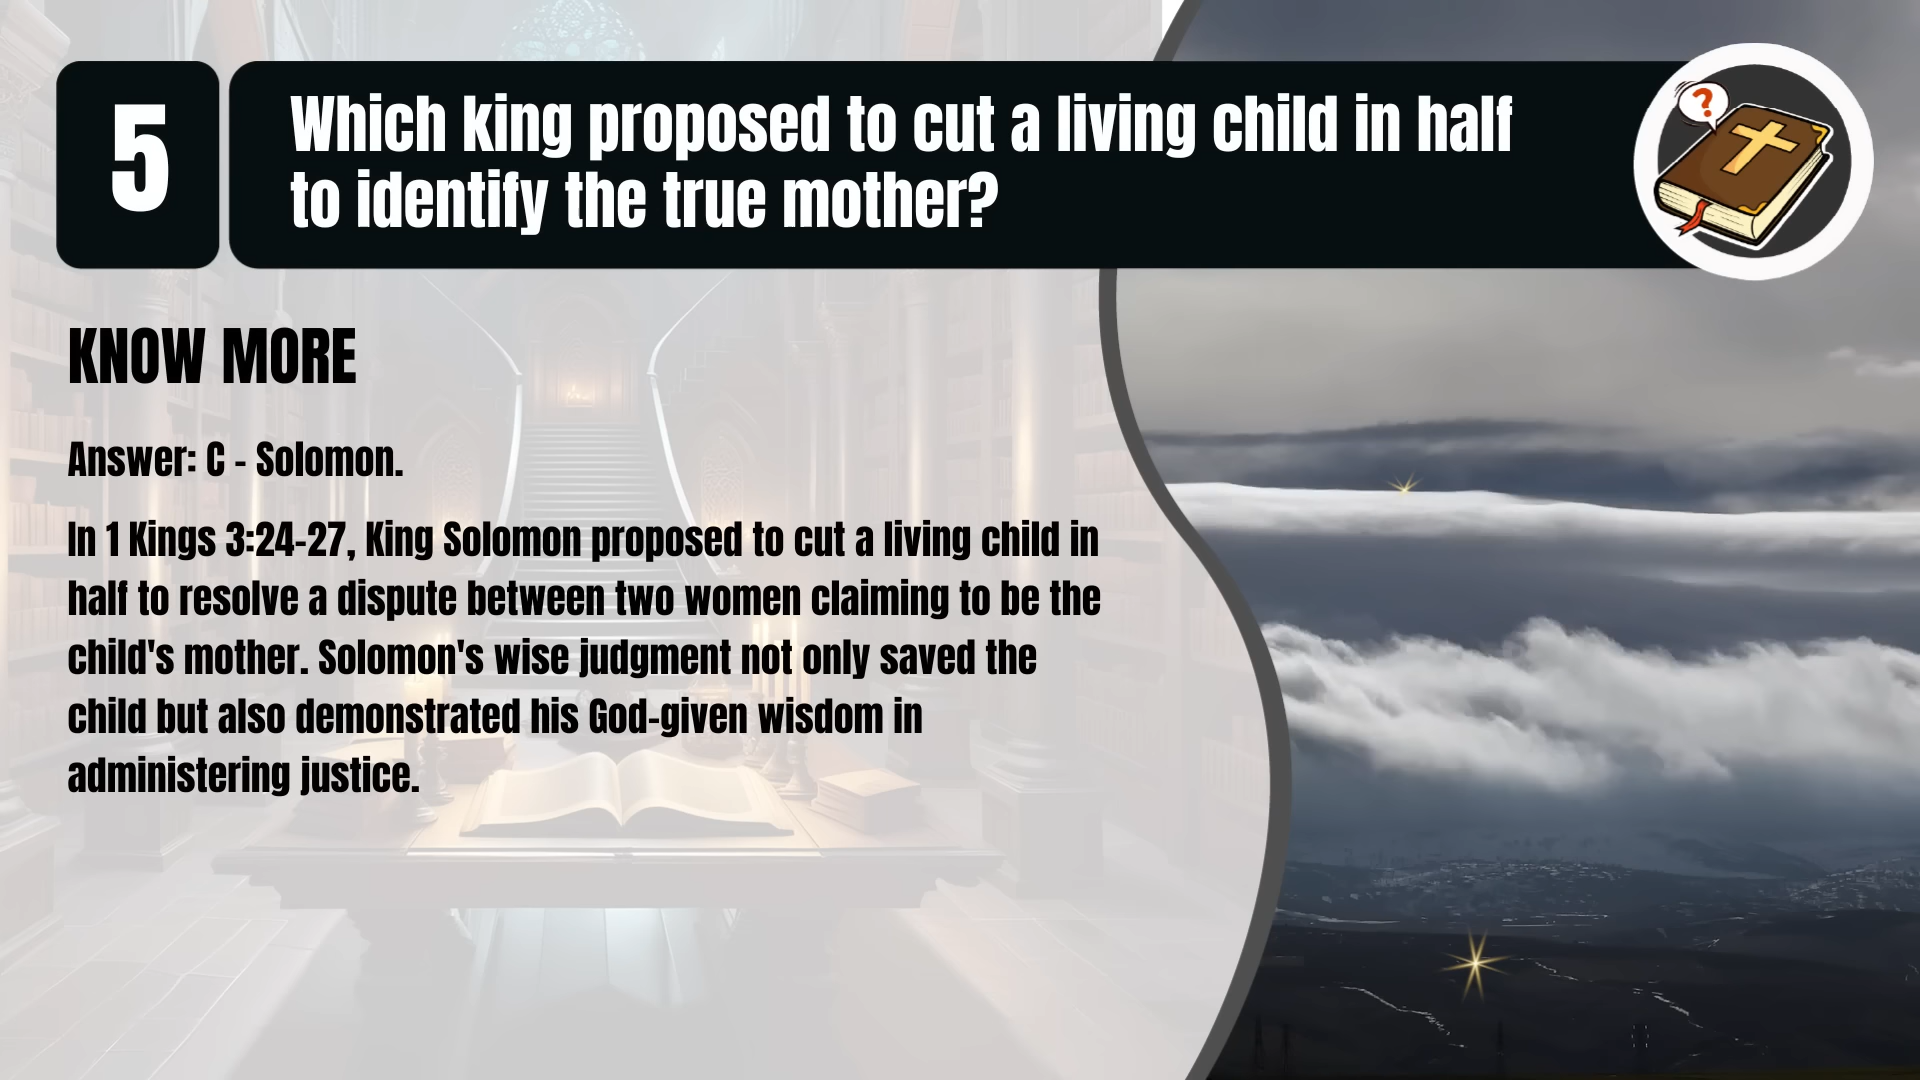 5
Which king proposed to cut a living child in half
to identify the true mother?
?
KNOW MORE
Answer: C - Solomon.
In 1 Kings 3:24-27, King Solomon proposed to cut a living child in
half to resolve a dispute between two women claiming to be the
child's mother. Solomon's wise judgment not only saved the
child but also demonstrated his God-given wisdom in
administering justice.